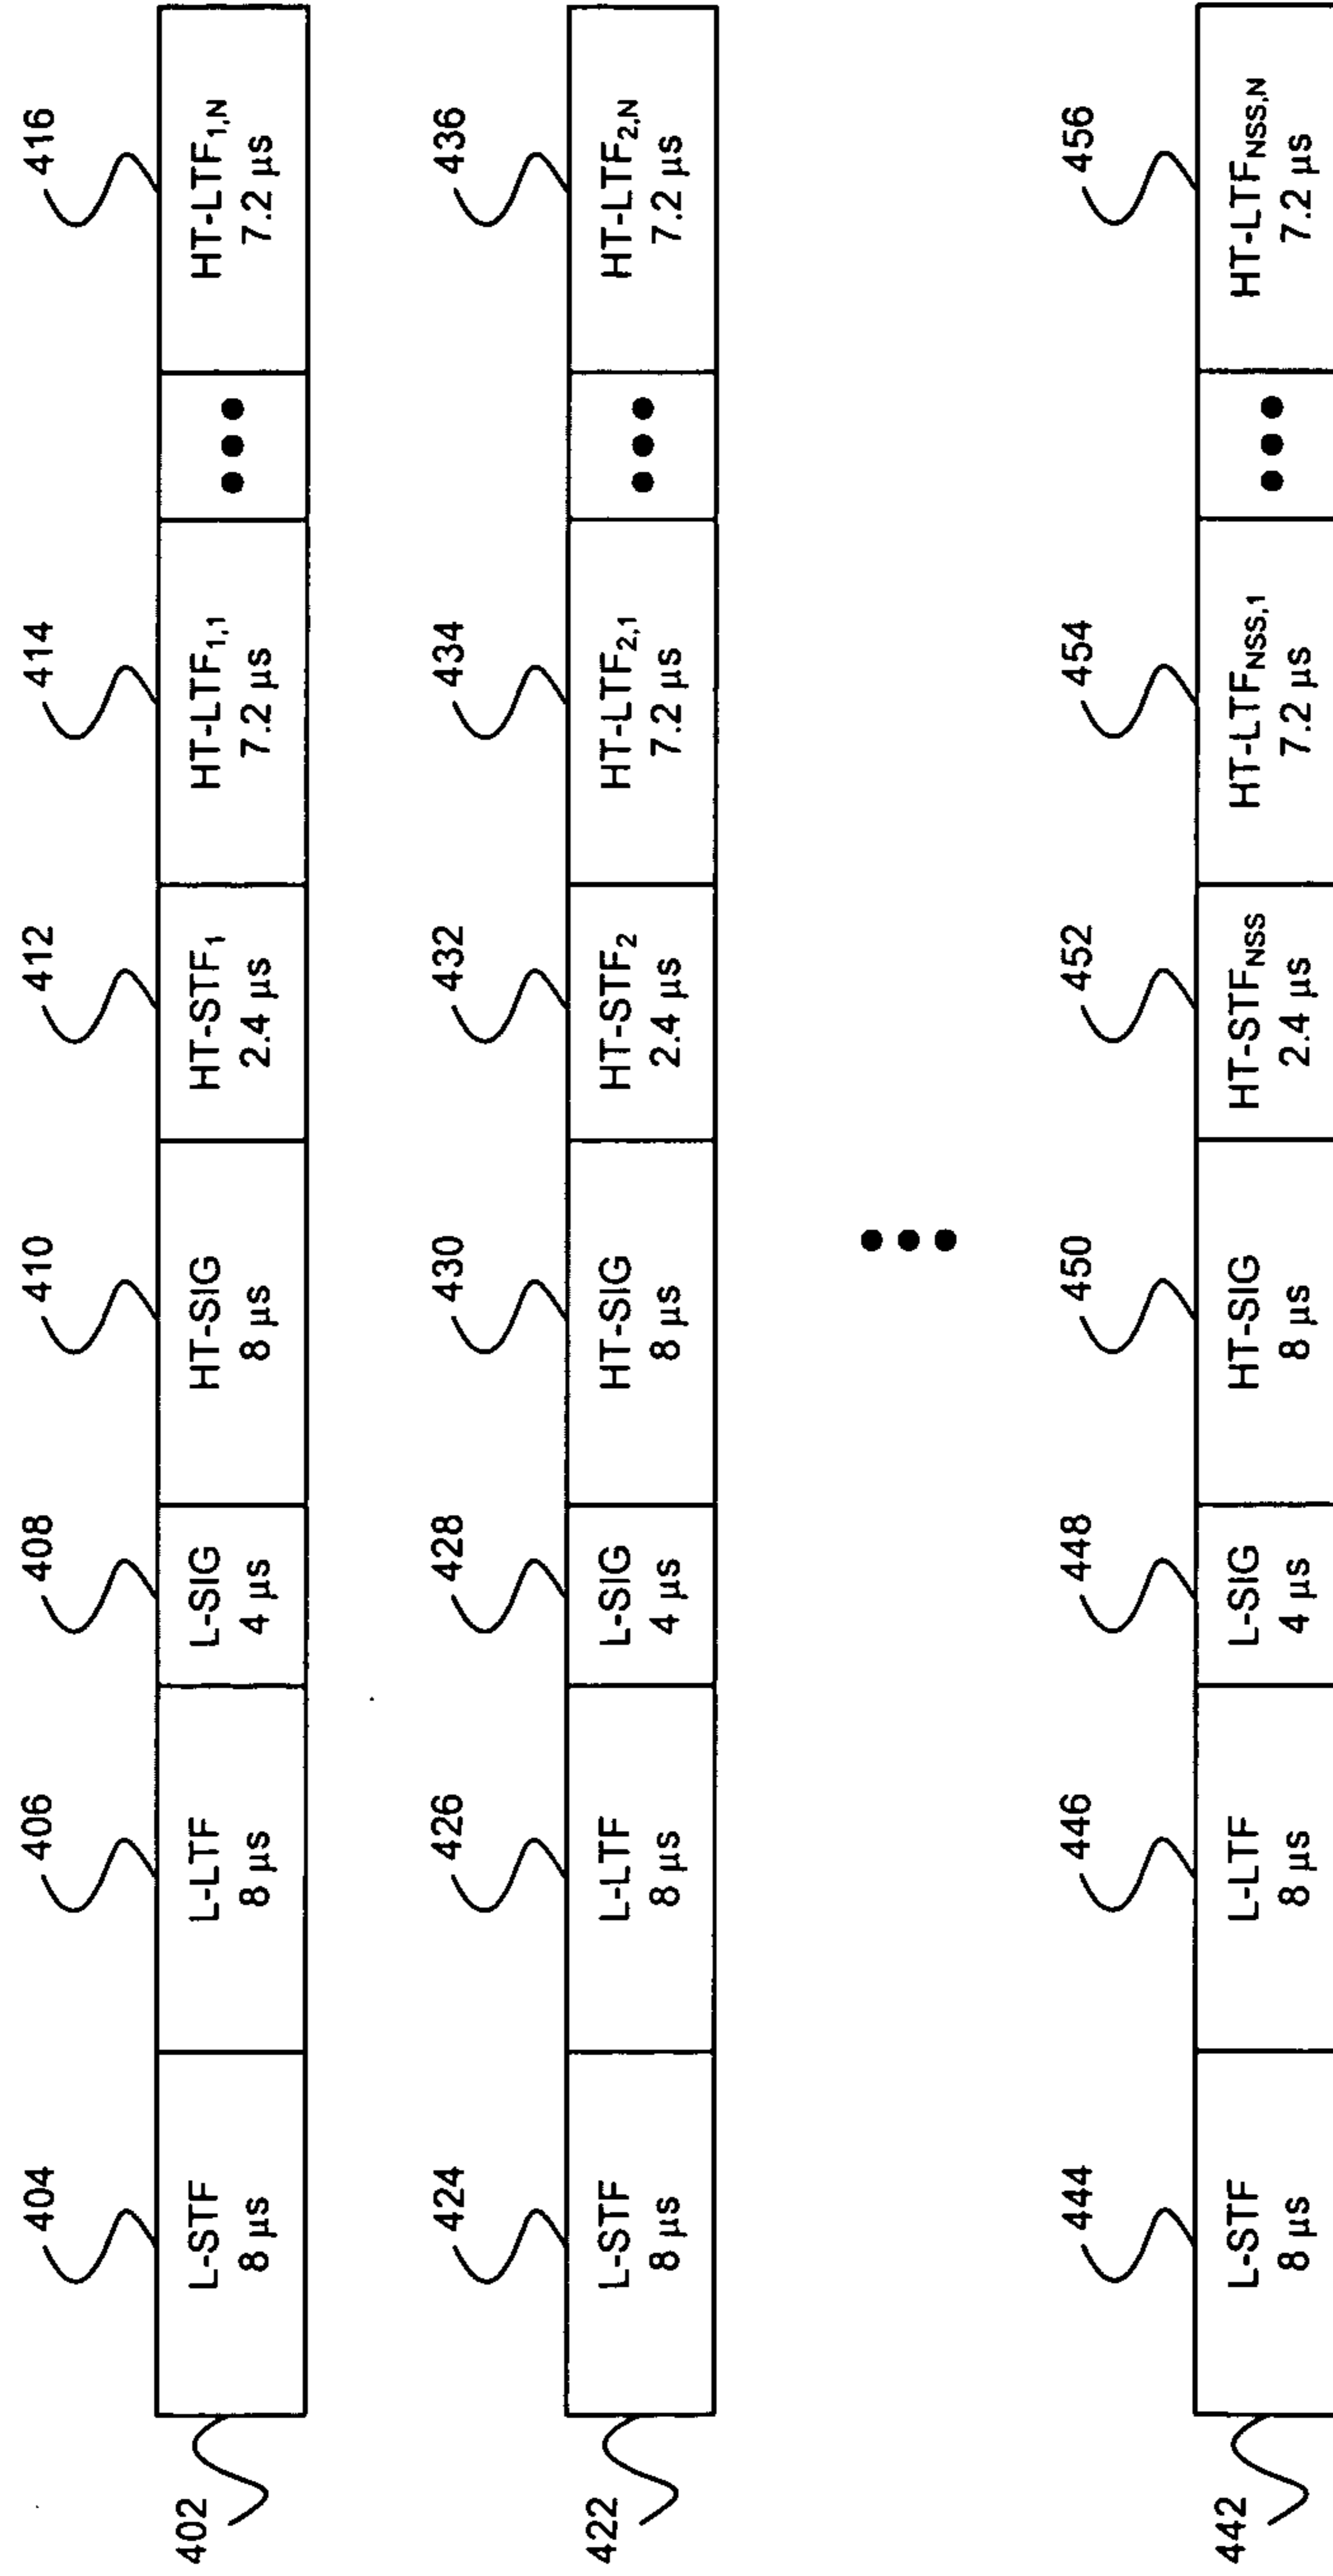 404 406 408 410 412 414 416
402
L-STF 8 μs
L-LTF 8 μs
L-SIG 4 μs
HT-SIG 8 μs
HT-STF₁ 2.4 μs
HT-LTF₁,₁ 7.2 μs
•••
HT-LTF₁,N 7.2 μs
424 426 428 430 432 434 436
422
L-STF 8 μs
L-LTF 8 μs
L-SIG 4 μs
HT-SIG 8 μs
HT-STF₂ 2.4 μs
HT-LTF₂,₁ 7.2 μs
•••
HT-LTF₂,N 7.2 μs
•••
444 446 448 450 452 454 456
442
L-STF 8 μs
L-LTF 8 μs
L-SIG 4 μs
HT-SIG 8 μs
HT-STFNSS 2.4 μs
HT-LTFNSS,1 7.2 μs
•••
HT-LTFNSS,N 7.2 μs